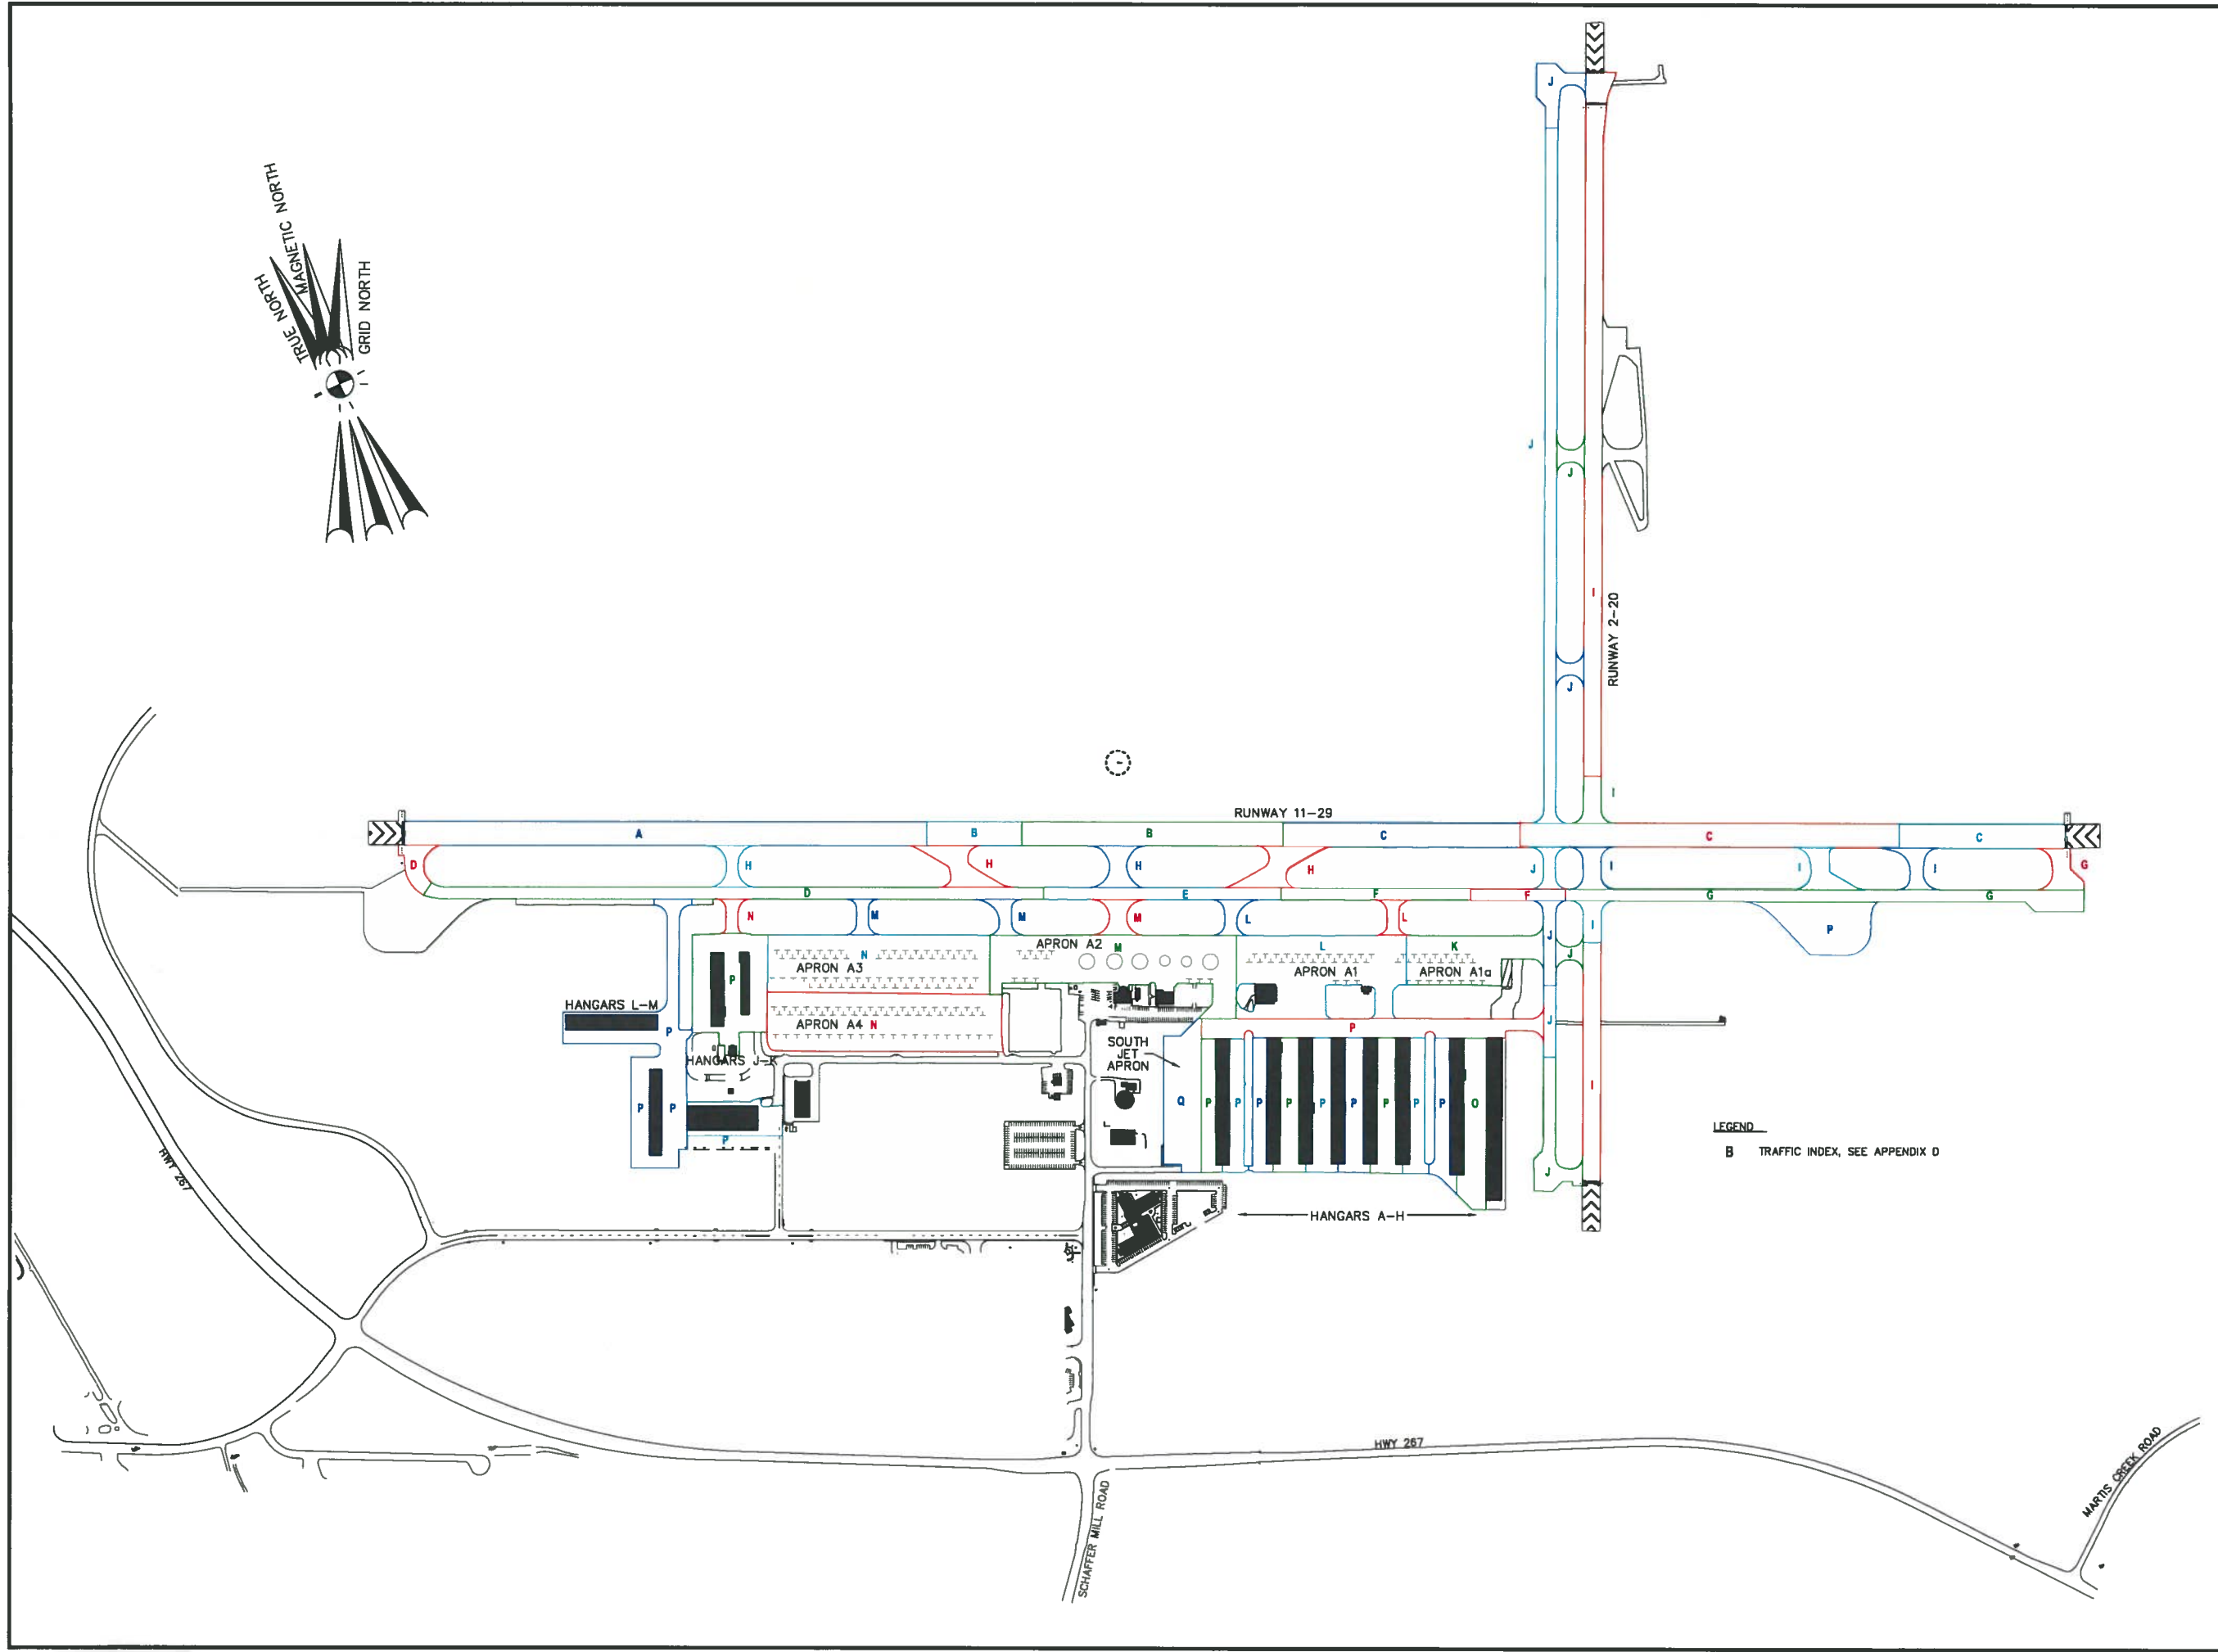 J
TRUE NORTH
MAGNETIC NORTH
GRID NORTH
J
J
I
RUNWAY 2-20
J
I
RUNWAY 11-29
A
B
B
C
C
C
D
H
H
H
H
J
I
I
I
G
D
E
F
F
G
G
N
M
M
M
L
L
J
I
P
N
APRON A3
APRON A2
M
L
APRON A1
K
APRON A1a
J
P
HANGARS L-M
APRON A4
N
P
P
J
HANGARS J-K
SOUTH
JET
APRON
I
P
P
P
Q
P
P
P
P
P
P
P
P
P
O
J
LEGEND
B TRAFFIC INDEX, SEE APPENDIX D
HANGARS A-H
HWY 267
HWY 267
SCHAFFER MILL ROAD
MARTIS CREEK ROAD